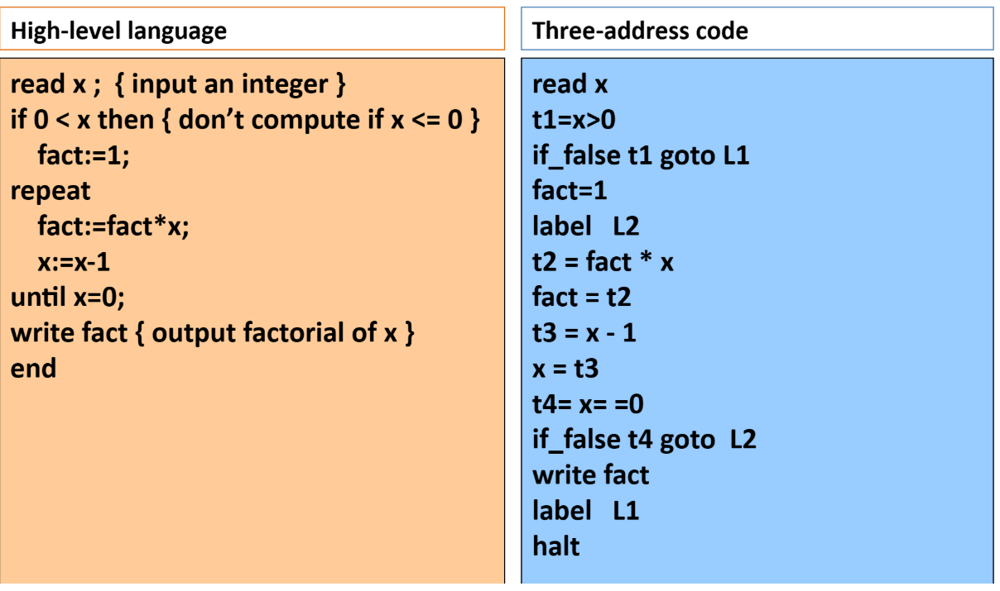 High-level language
read x ;  { input an integer }
if 0 < x then { don’t compute if x <= 0 }
fact:=1;
repeat
fact:=fact*x;
x:=x-1
until x=0;
write fact { output factorial of x }
end
Three-address code
read x
t1=x>0
if_false t1 goto L1
fact=1
label   L2
t2 = fact * x
fact = t2
t3 = x - 1
x = t3
t4= x= =0
if_false t4 goto  L2
write fact
label   L1
halt